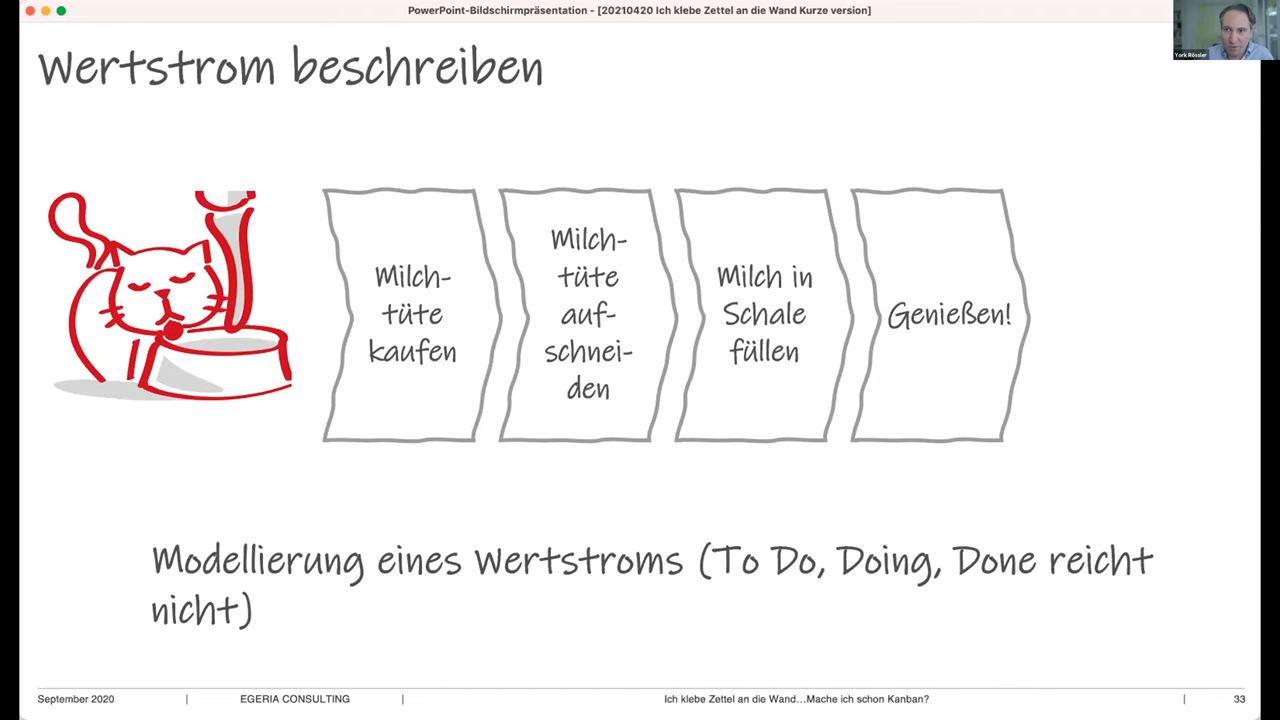 PowerPoint-Bildschirmpräsentation - [20210420 Ich klebe Zettel an die Wand Kurze version]
York Rössler
Wertstrom beschreiben
Milch-
tüte
kaufen
Milch-
tüte
auf-
schnei-
den
Milch in
Schale
füllen
Genießen!
Modellierung eines Wertstroms (To Do, Doing, Done reicht
nicht)
September 2020 | EGERIA CONSULTING | Ich klebe Zettel an die Wand...Mache ich schon Kanban? | 33